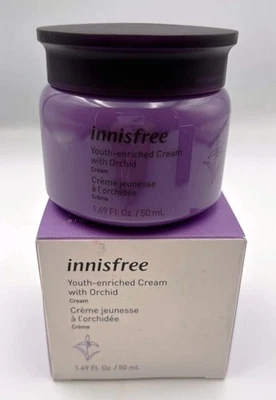 innisfree
Youth-enriched Cream
with Orchid
Cream
Crème jeunesse
à l'orchidée
Crème
1.69 Fl. Oz. / 50 mL
innisfree
Youth-enriched Cream
with Orchid
Cream
Crème jeunesse
à l'orchidée
Crème
1.69 Fl. Oz. / 50 mL